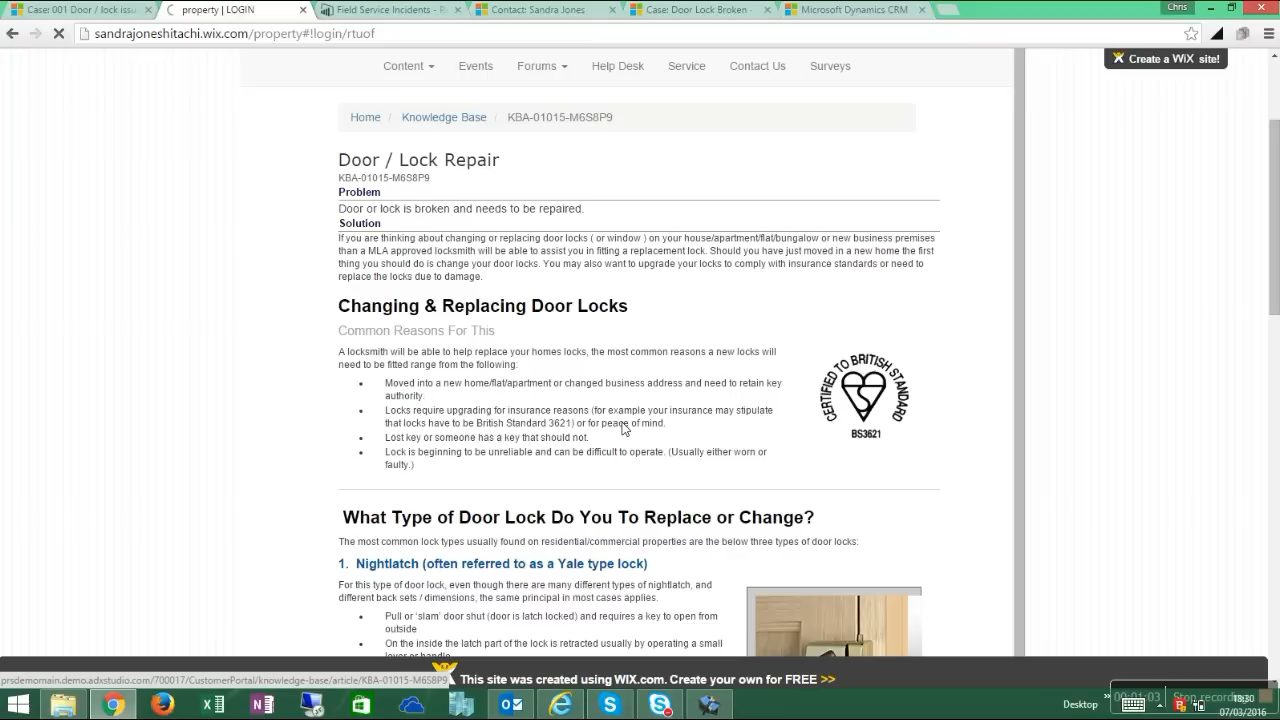 Case: 001 Door / lock issu
property | LOGIN
Field Service Incidents - R
Contact: Sandra Jones
Case: Door Lock Broken -
Microsoft Dynamics CRM
Chris
sandrajoneshitachi.wix.com/property#!login/rtuof
Create a WiX site!
Content
Events
Forums
Help Desk
Service
Contact Us
Surveys
Home / Knowledge Base / KBA-01015-M6S8P9
Door / Lock Repair
KBA-01015-M6S8P9
Problem
Door or lock is broken and needs to be repaired.
Solution
If you are thinking about changing or replacing door locks ( or window ) on your house/apartment/flat/bungalow or new business premises
than a MLA approved locksmith will be able to assist you in fitting a replacement lock. Should you have just moved in a new home the first
thing you should do is change your door locks. You may also want to upgrade your locks to comply with insurance standards or need to
replace the locks due to damage.
Changing & Replacing Door Locks
Common Reasons For This
A locksmith will be able to help replace your homes locks, the most common reasons a new locks will
need to be fitted range from the following:
Moved into a new home/flat/apartment or changed business address and need to retain key
authority.
Locks require upgrading for insurance reasons (for example your insurance may stipulate
that locks have to be British Standard 3621) or for peace of mind.
Lost key or someone has a key that should not.
Lock is beginning to be unreliable and can be difficult to operate. (Usually either worn or
faulty.)
CERTIFIED TO BRITISH STANDARD
BS3621
What Type of Door Lock Do You To Replace or Change?
The most common lock types usually found on residential/commercial properties are the below three types of door locks:
1. Nightlatch (often referred to as a Yale type lock)
For this type of door lock, even though there are many different types of nightlatch, and
different back sets / dimensions, the same principal in most cases applies.
Pull or 'slam' door shut (door is latch locked) and requires a key to open from
outside
On the inside the latch part of the lock is retracted usually by operating a small
lever or handle
This site was created using WIX.com. Create your own for FREE >>
prsdemomain.demo.adxstudio.com/700017/CustomerPortal/knowledge-base/article/KBA-01015-M6S8P9
Desktop
00:01:03
Stop recording
18:30
07/03/2016